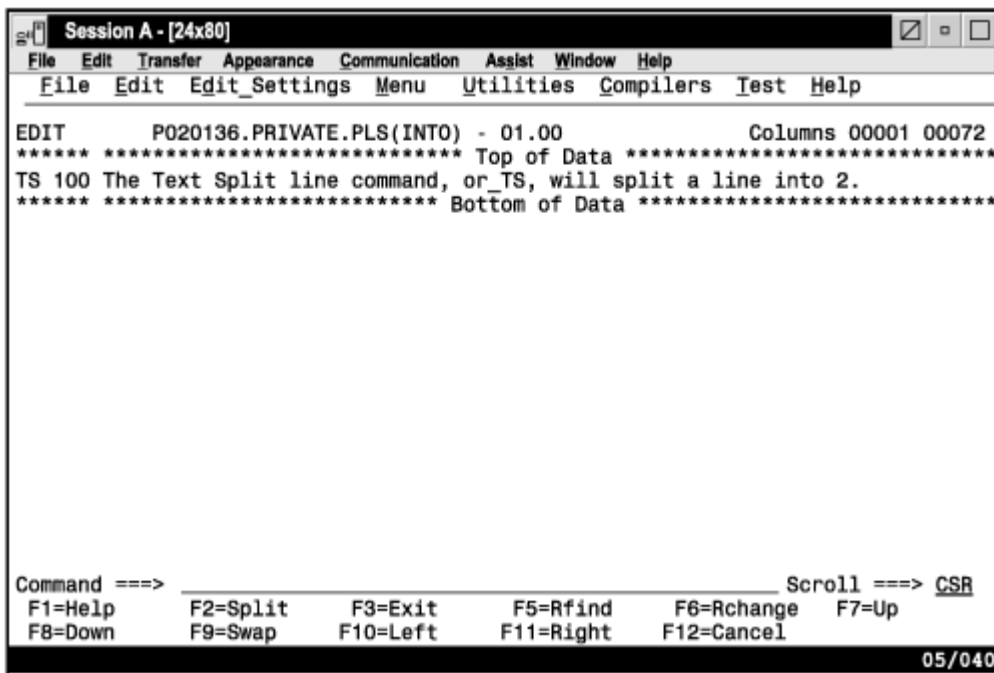 Session A - [24x80]
File Edit Transfer Appearance Communication Assist Window Help
File Edit Edit_Settings Menu Utilities Compilers Test Help
EDIT P020136.PRIVATE.PLS(INTO) - 01.00 Columns 00001 00072
****** ***************************** Top of Data ******************************
TS 100 The Text Split line command, or_TS, will split a line into 2.
****** *************************** Bottom of Data *****************************
Command ===> Scroll ===> CSR
F1=Help F2=Split F3=Exit F5=Rfind F6=Rchange F7=Up
F8=Down F9=Swap F10=Left F11=Right F12=Cancel
05/040